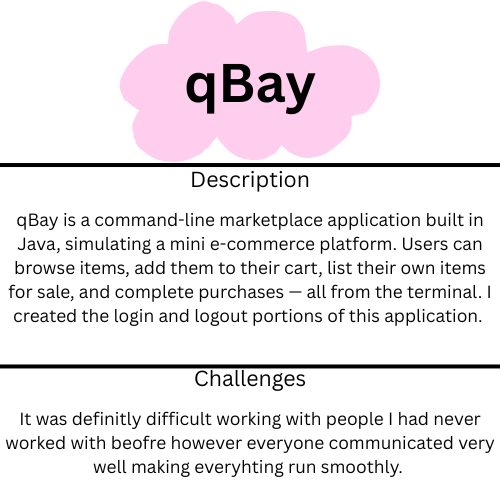 qBay
Description
qBay is a command-line marketplace application built in
Java, simulating a mini e-commerce platform. Users can
browse items, add them to their cart, list their own items
for sale, and complete purchases — all from the terminal. I
created the login and logout portions of this application.
Challenges
It was definitly difficult working with people I had never
worked with beofre however everyone communicated very
well making everyhting run smoothly.